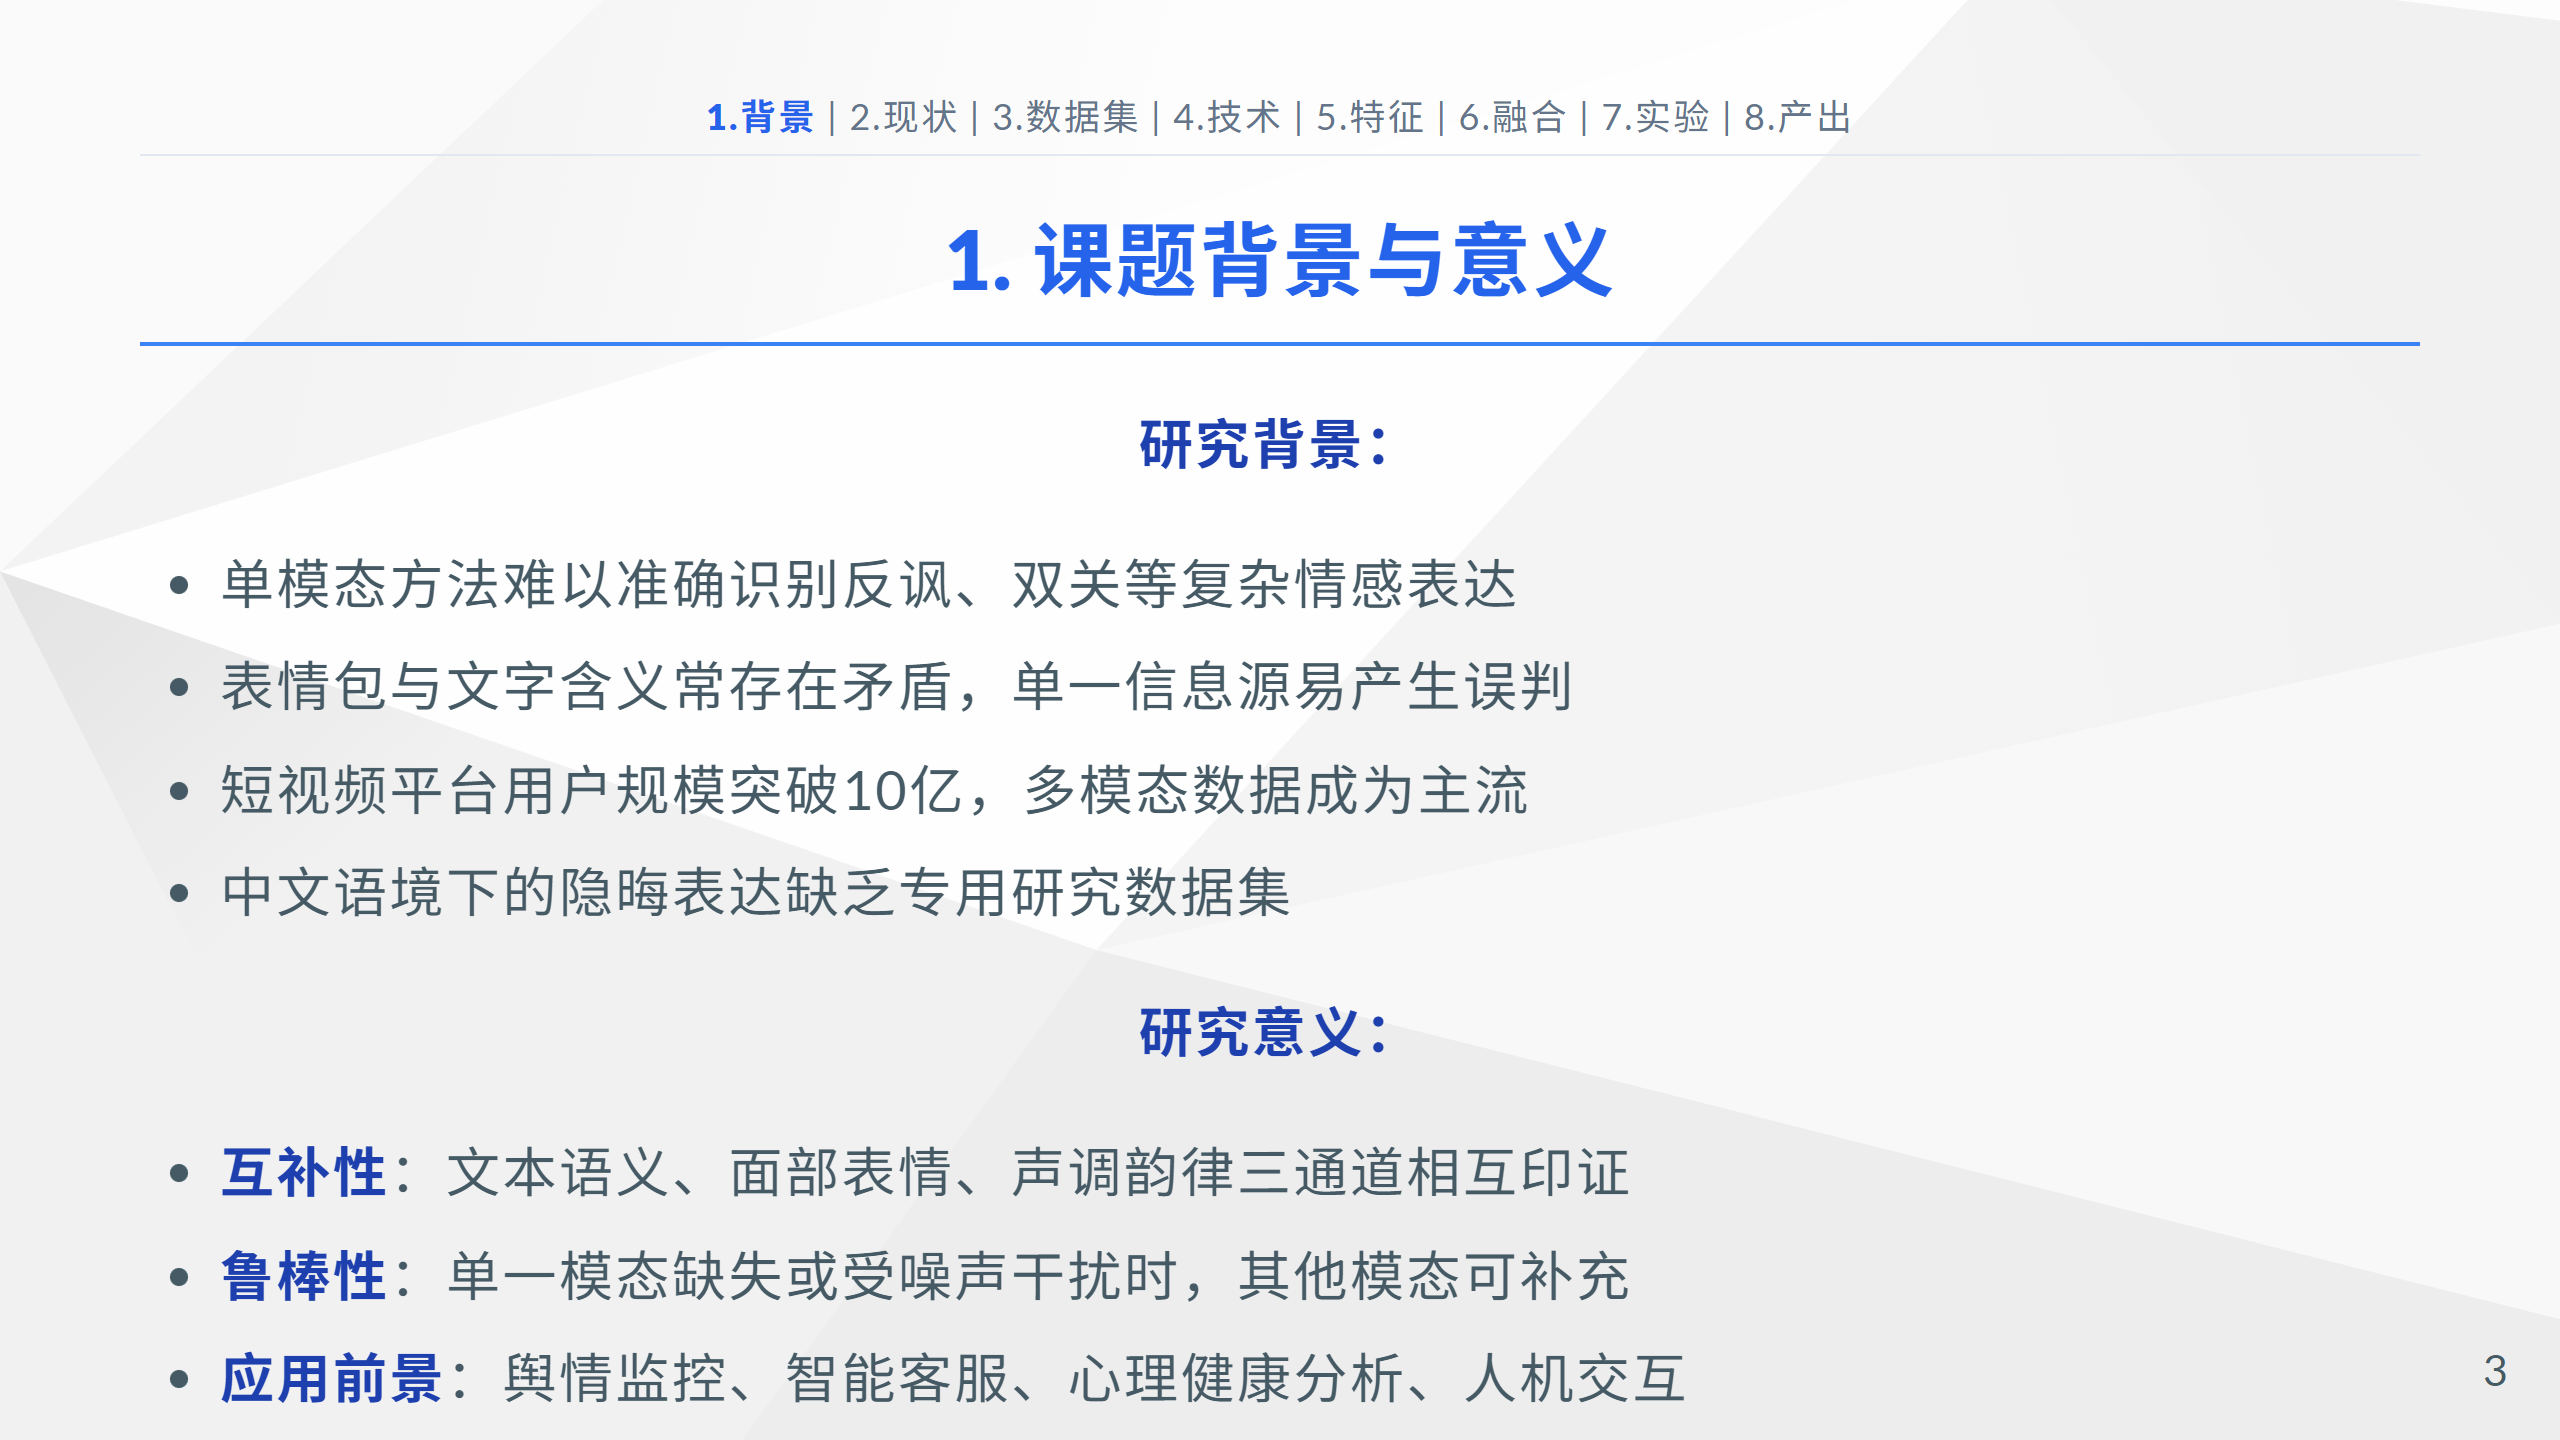 1.背景 | 2.现状 | 3.数据集 | 4.技术 | 5.特征 | 6.融合 | 7.实验 | 8.产出
1. 课题背景与意义
研究背景：
• 单模态方法难以准确识别反讽、双关等复杂情感表达
• 表情包与文字含义常存在矛盾，单一信息源易产生误判
• 短视频平台用户规模突破10亿，多模态数据成为主流
• 中文语境下的隐晦表达缺乏专用研究数据集
研究意义：
• 互补性：文本语义、面部表情、声调韵律三通道相互印证
• 鲁棒性：单一模态缺失或受噪声干扰时，其他模态可补充
• 应用前景：舆情监控、智能客服、心理健康分析、人机交互
3